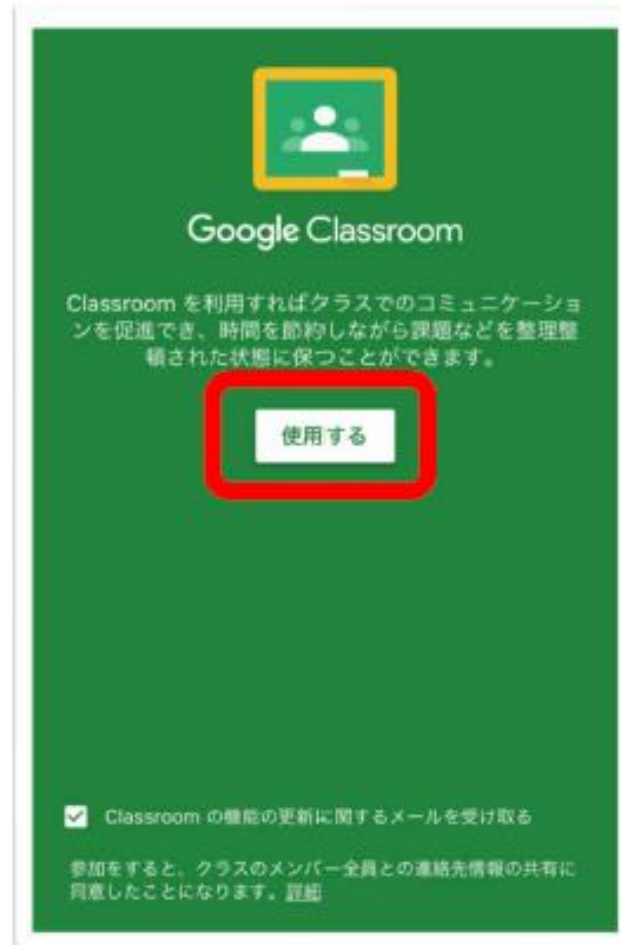 Google Classroom
Classroom を利用すればクラスでのコミュニケーショ
ンを促進でき、時間を節約しながら課題などを整理整
頓された状態に保つことができます。
使用する
Classroom の機能の更新に関するメールを受け取る
参加をすると、クラスのメンバー全員との連絡先情報の共有に
同意したことになります。詳細